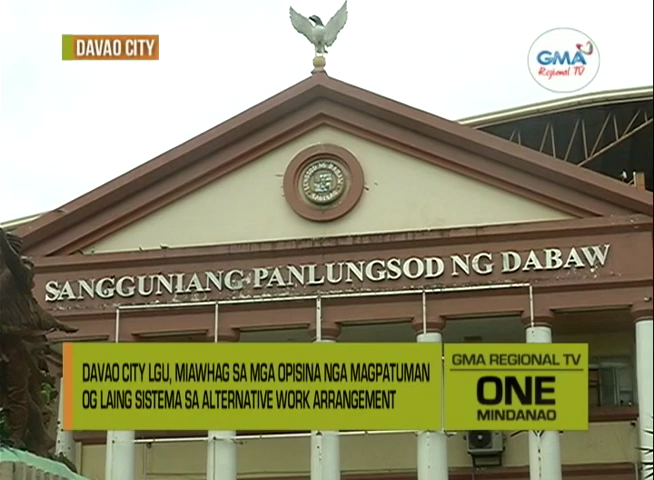 DAVAO CITY
GMA
Regional TV
SANGGUNIANG PANLUNGSOD NG DABAW
DAVAO CITY LGU, MIAWHAG SA MGA OPISINA NGA MAGPATUMAN
OG LAING SISTEMA SA ALTERNATIVE WORK ARRANGEMENT
GMA REGIONAL TV
ONE
MINDANAO